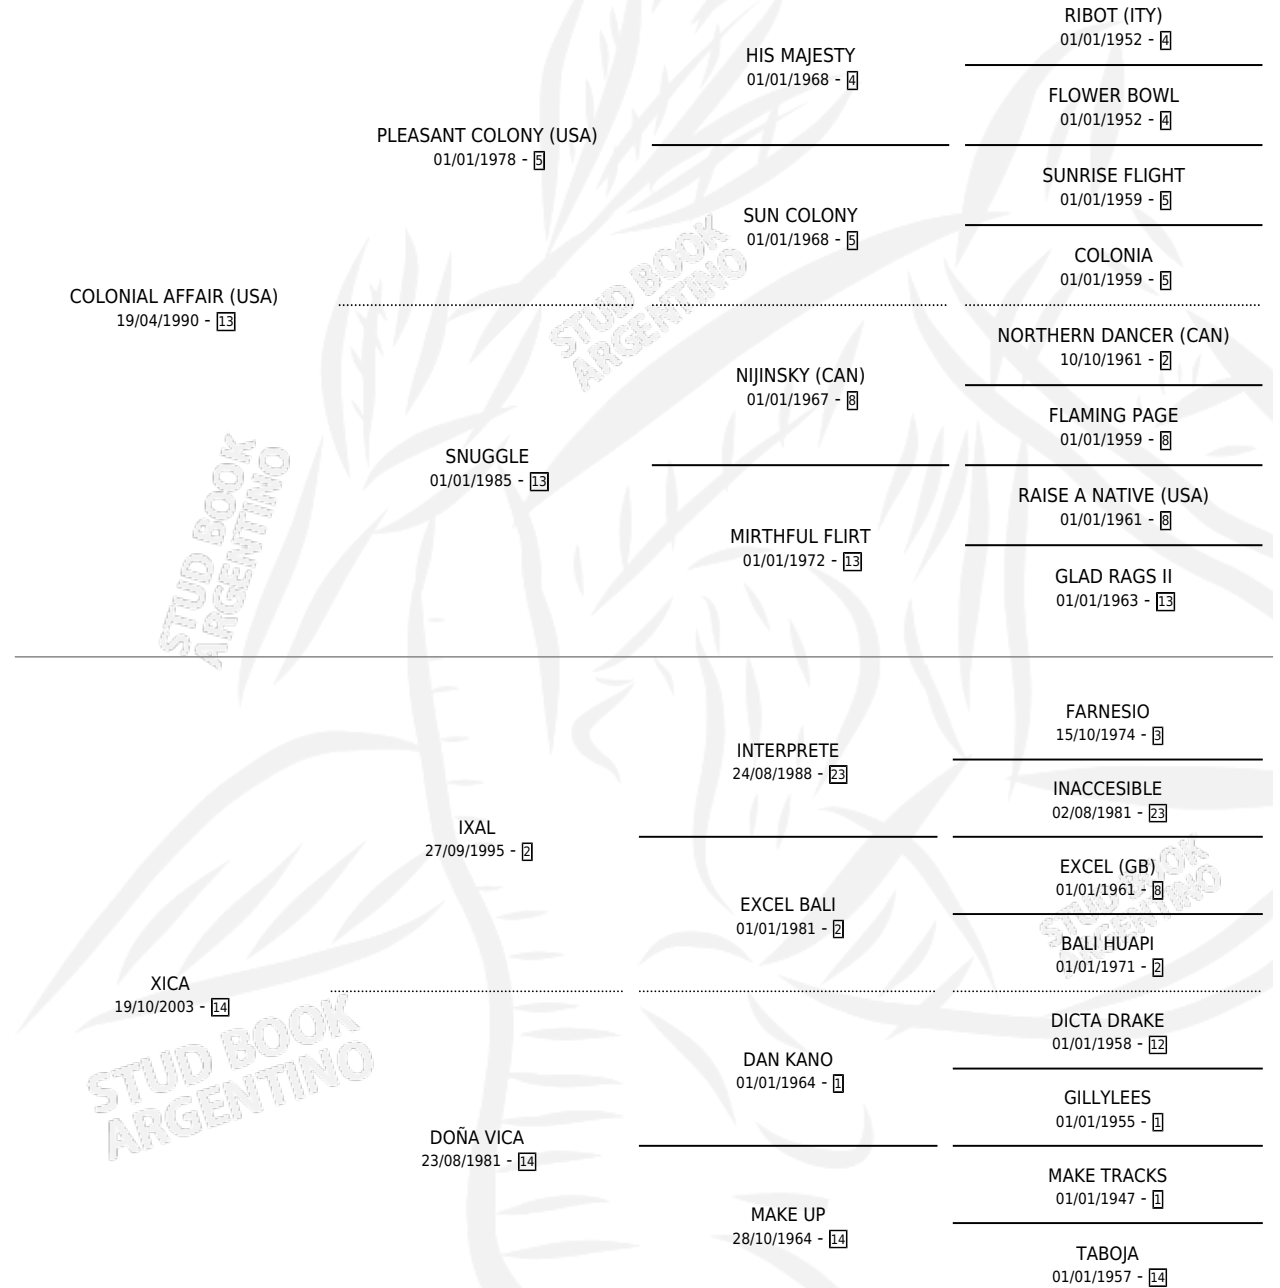 RIBOT (ITY)
01/01/1952 - 4
HIS MAJESTY
01/01/1968 - 4
FLOWER BOWL
01/01/1952 - 4
PLEASANT COLONY (USA)
01/01/1978 - 5
SUNRISE FLIGHT
01/01/1959 - 5
SUN COLONY
01/01/1968 - 5
COLONIA
01/01/1959 - 5
COLONIAL AFFAIR (USA)
19/04/1990 - 13
NORTHERN DANCER (CAN)
10/10/1961 - 2
NIJINSKY (CAN)
01/01/1967 - 8
FLAMING PAGE
01/01/1959 - 8
SNUGGLE
01/01/1985 - 13
RAISE A NATIVE (USA)
01/01/1961 - 8
MIRTHFUL FLIRT
01/01/1972 - 13
GLAD RAGS II
01/01/1963 - 13
FARNESIO
15/10/1974 - 3
INTERPRETE
24/08/1988 - 23
INACCESIBLE
02/08/1981 - 23
IXAL
27/09/1995 - 2
EXCEL (GB)
01/01/1961 - 8
EXCEL BALI
01/01/1981 - 2
BALI HUAPI
01/01/1971 - 2
XICA
19/10/2003 - 14
DICTA DRAKE
01/01/1958 - 12
DAN KANO
01/01/1964 - 1
GILLYLEES
01/01/1955 - 1
DOÑA VICA
23/08/1981 - 14
MAKE TRACKS
01/01/1947 - 1
MAKE UP
28/10/1964 - 14
TABOJA
01/01/1957 - 14
STUD BOOK
ARGENTINO
STUD BOOK
ARGENTINO
STUD BOOK
ARGENTINO
STUD BOOK
ARGENTINO